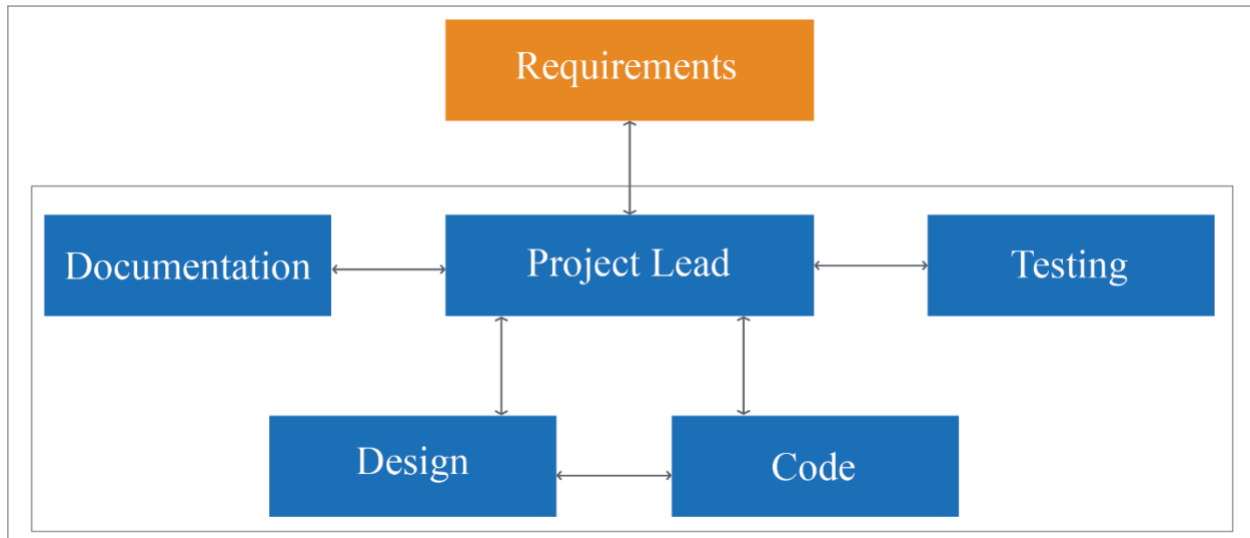 Requirements
Documentation
Project Lead
Testing
Design
Code